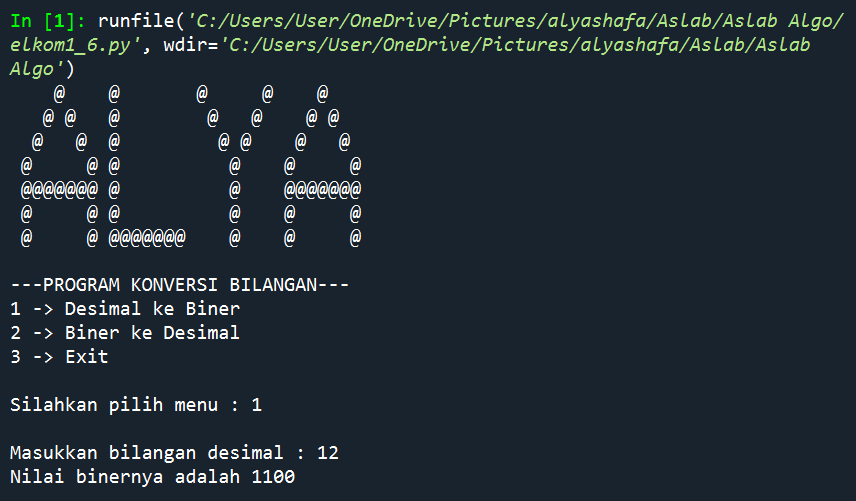 In [1]: runfile('C:/Users/User/OneDrive/Pictures/alyashafa/Aslab/Aslab Algo/
elkom1_6.py', wdir='C:/Users/User/OneDrive/Pictures/alyashafa/Aslab/Aslab
Algo')
    @    @       @     @    @
   @ @   @        @   @    @ @
  @   @  @         @ @    @   @
 @     @ @          @    @     @
 @@@@@@@ @          @    @@@@@@@
 @     @ @          @    @     @
 @     @ @@@@@@@    @    @     @
---PROGRAM KONVERSI BILANGAN---
1 -> Desimal ke Biner
2 -> Biner ke Desimal
3 -> Exit
Silahkan pilih menu : 1
Masukkan bilangan desimal : 12
Nilai binernya adalah 1100